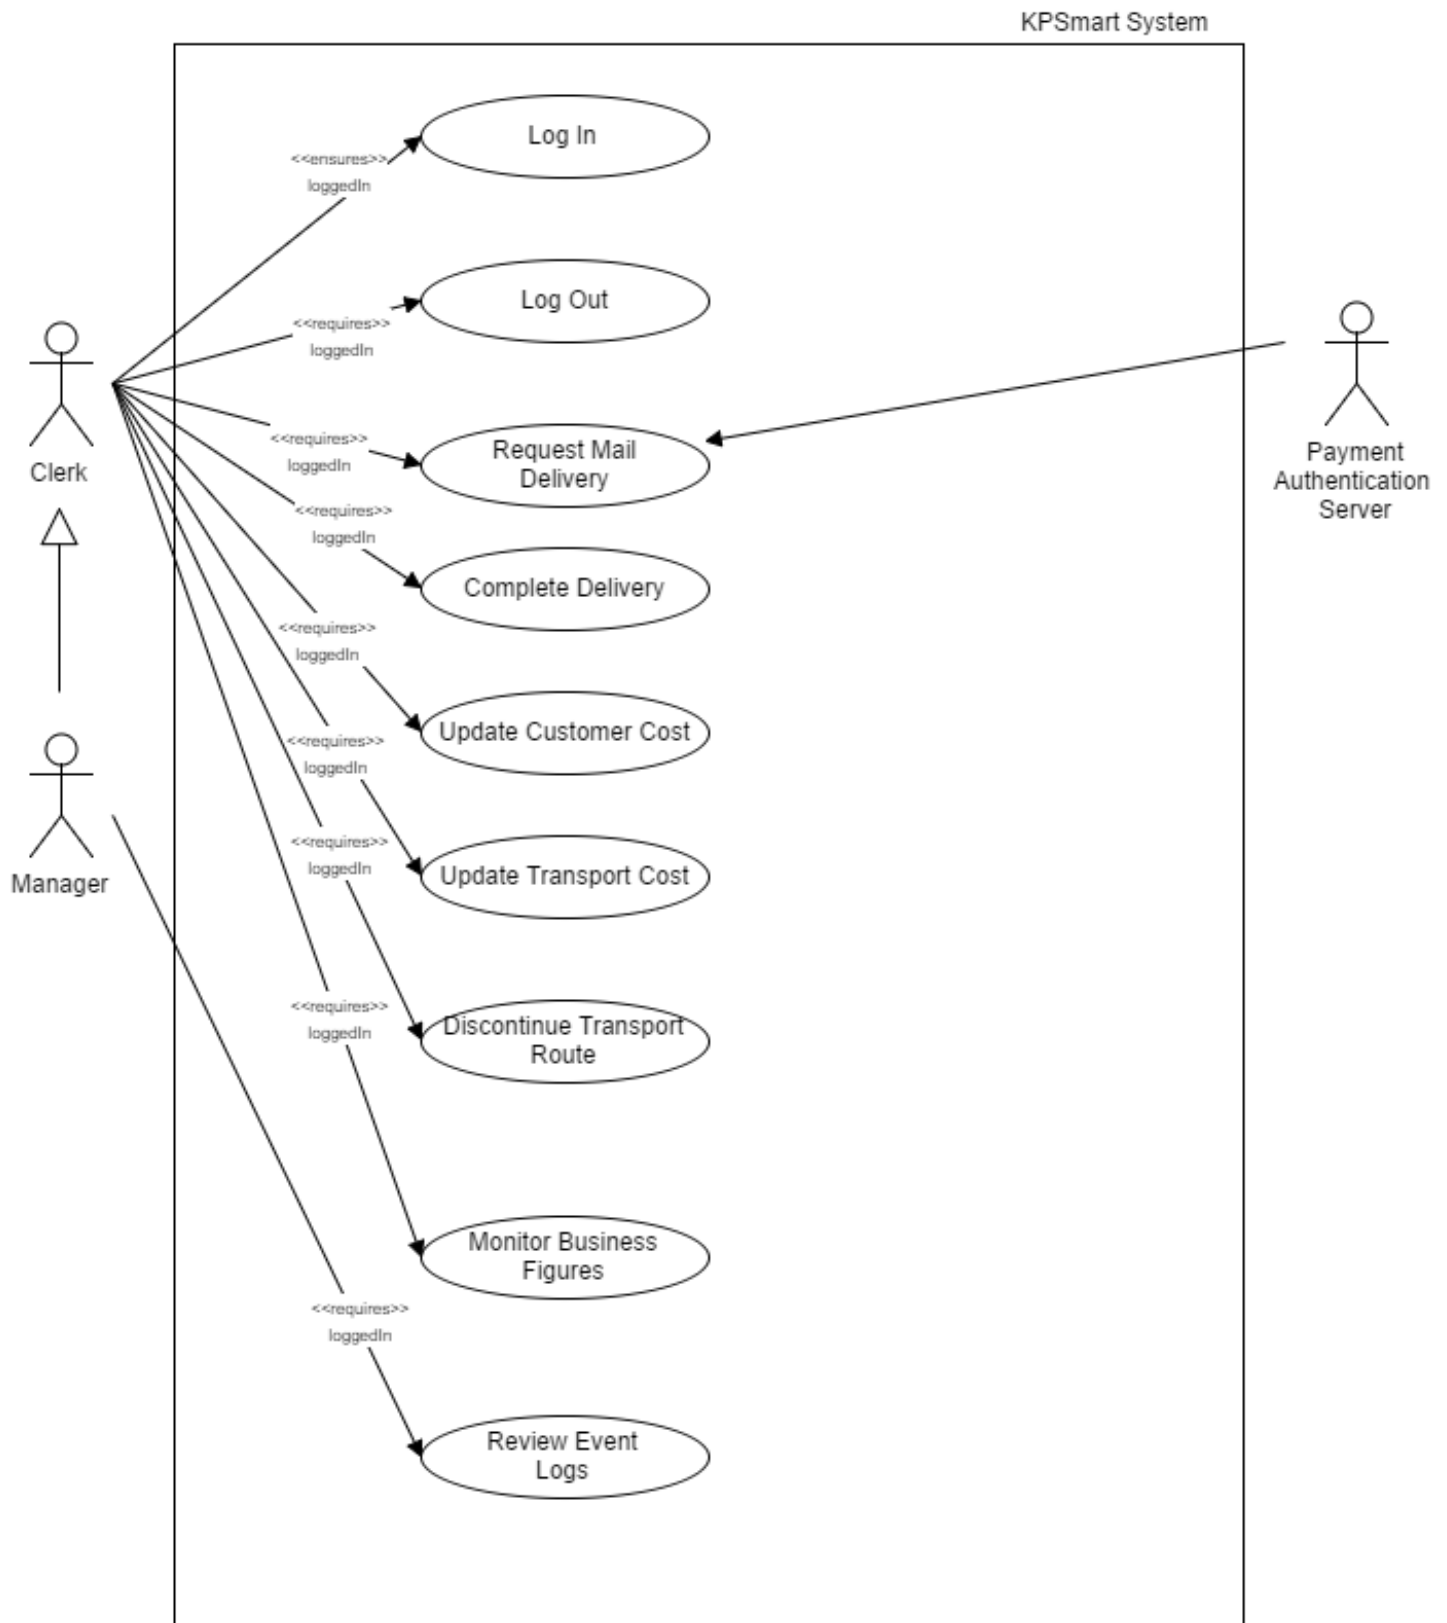 KPSmart System
Log In
<<ensures>>
loggedIn
Log Out
<<requires>>
loggedIn
Clerk
Request Mail
Delivery
<<requires>>
loggedIn
Payment
Authentication
Server
<<requires>>
loggedIn
Complete Delivery
<<requires>>
loggedIn
Update Customer Cost
<<requires>>
loggedIn
Manager
Update Transport Cost
<<requires>>
loggedIn
Discontinue Transport
Route
<<requires>>
loggedIn
Monitor Business
Figures
<<requires>>
loggedIn
Review Event
Logs